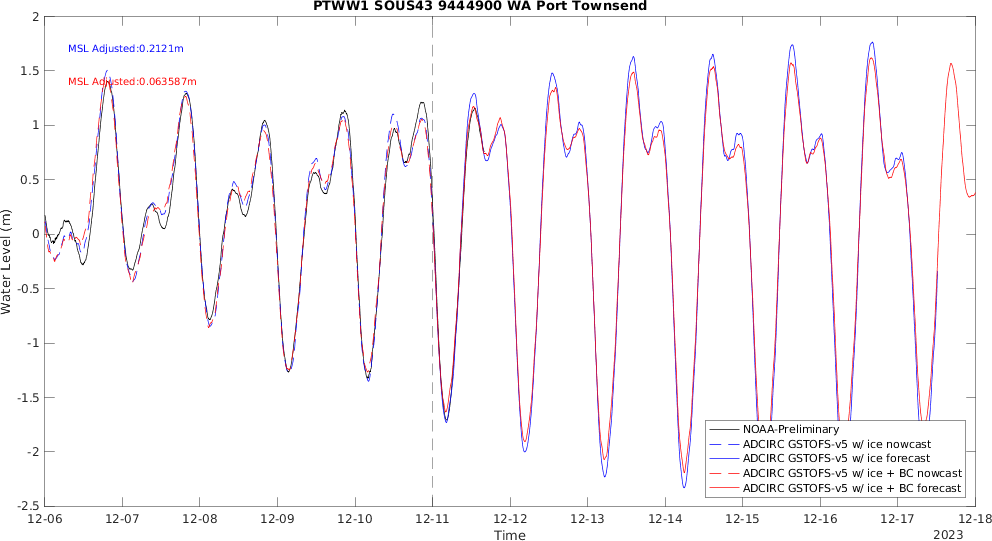 PTWW1 SOUS43 9444900 WA Port Townsend
MSL Adjusted:0.2121m
MSL Adjusted:0.063587m
Water Level (m)
2
1.5
1
0.5
0
-0.5
-1
-1.5
-2
-2.5
NOAA-Preliminary
ADCIRC GSTOFS-v5 w/ ice nowcast
ADCIRC GSTOFS-v5 w/ ice forecast
ADCIRC GSTOFS-v5 w/ ice + BC nowcast
ADCIRC GSTOFS-v5 w/ ice + BC forecast
12-06 12-07 12-08 12-09 12-10 12-11 12-12 12-13 12-14 12-15 12-16 12-17 12-18
Time
2023